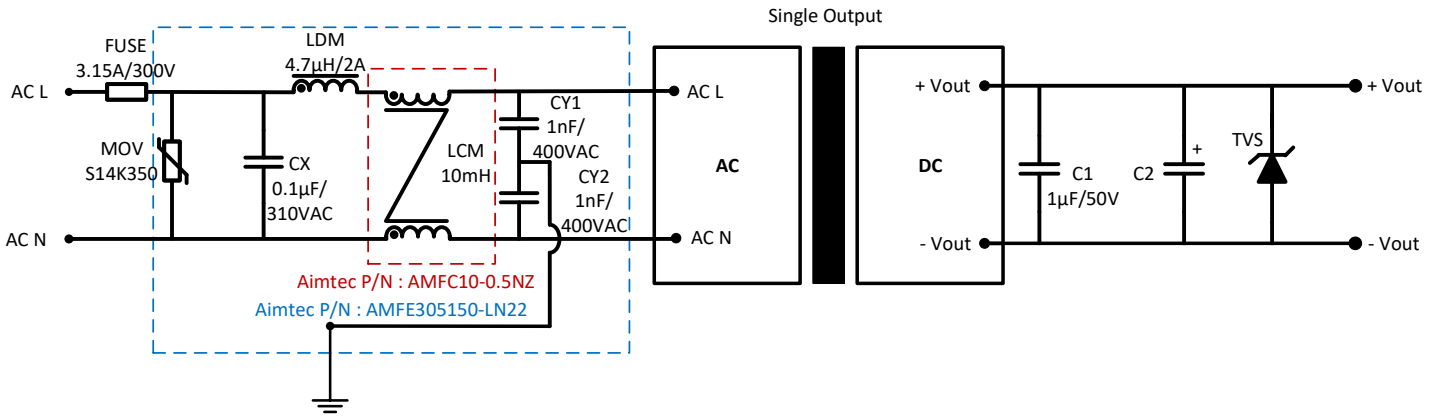 Single Output
FUSE
3.15A/300V
LDM
4.7µH/2A
AC L
MOV
S14K350
CX
0.1µF/
310VAC
LCM
10mH
CY1
1nF/
400VAC
CY2
1nF/
400VAC
AC N
Aimtec P/N : AMFC10-0.5NZ
Aimtec P/N : AMFE305150-LN22
AC L
AC
AC N
+ Vout
DC
- Vout
C1
1µF/50V
C2
+
TVS
+ Vout
- Vout